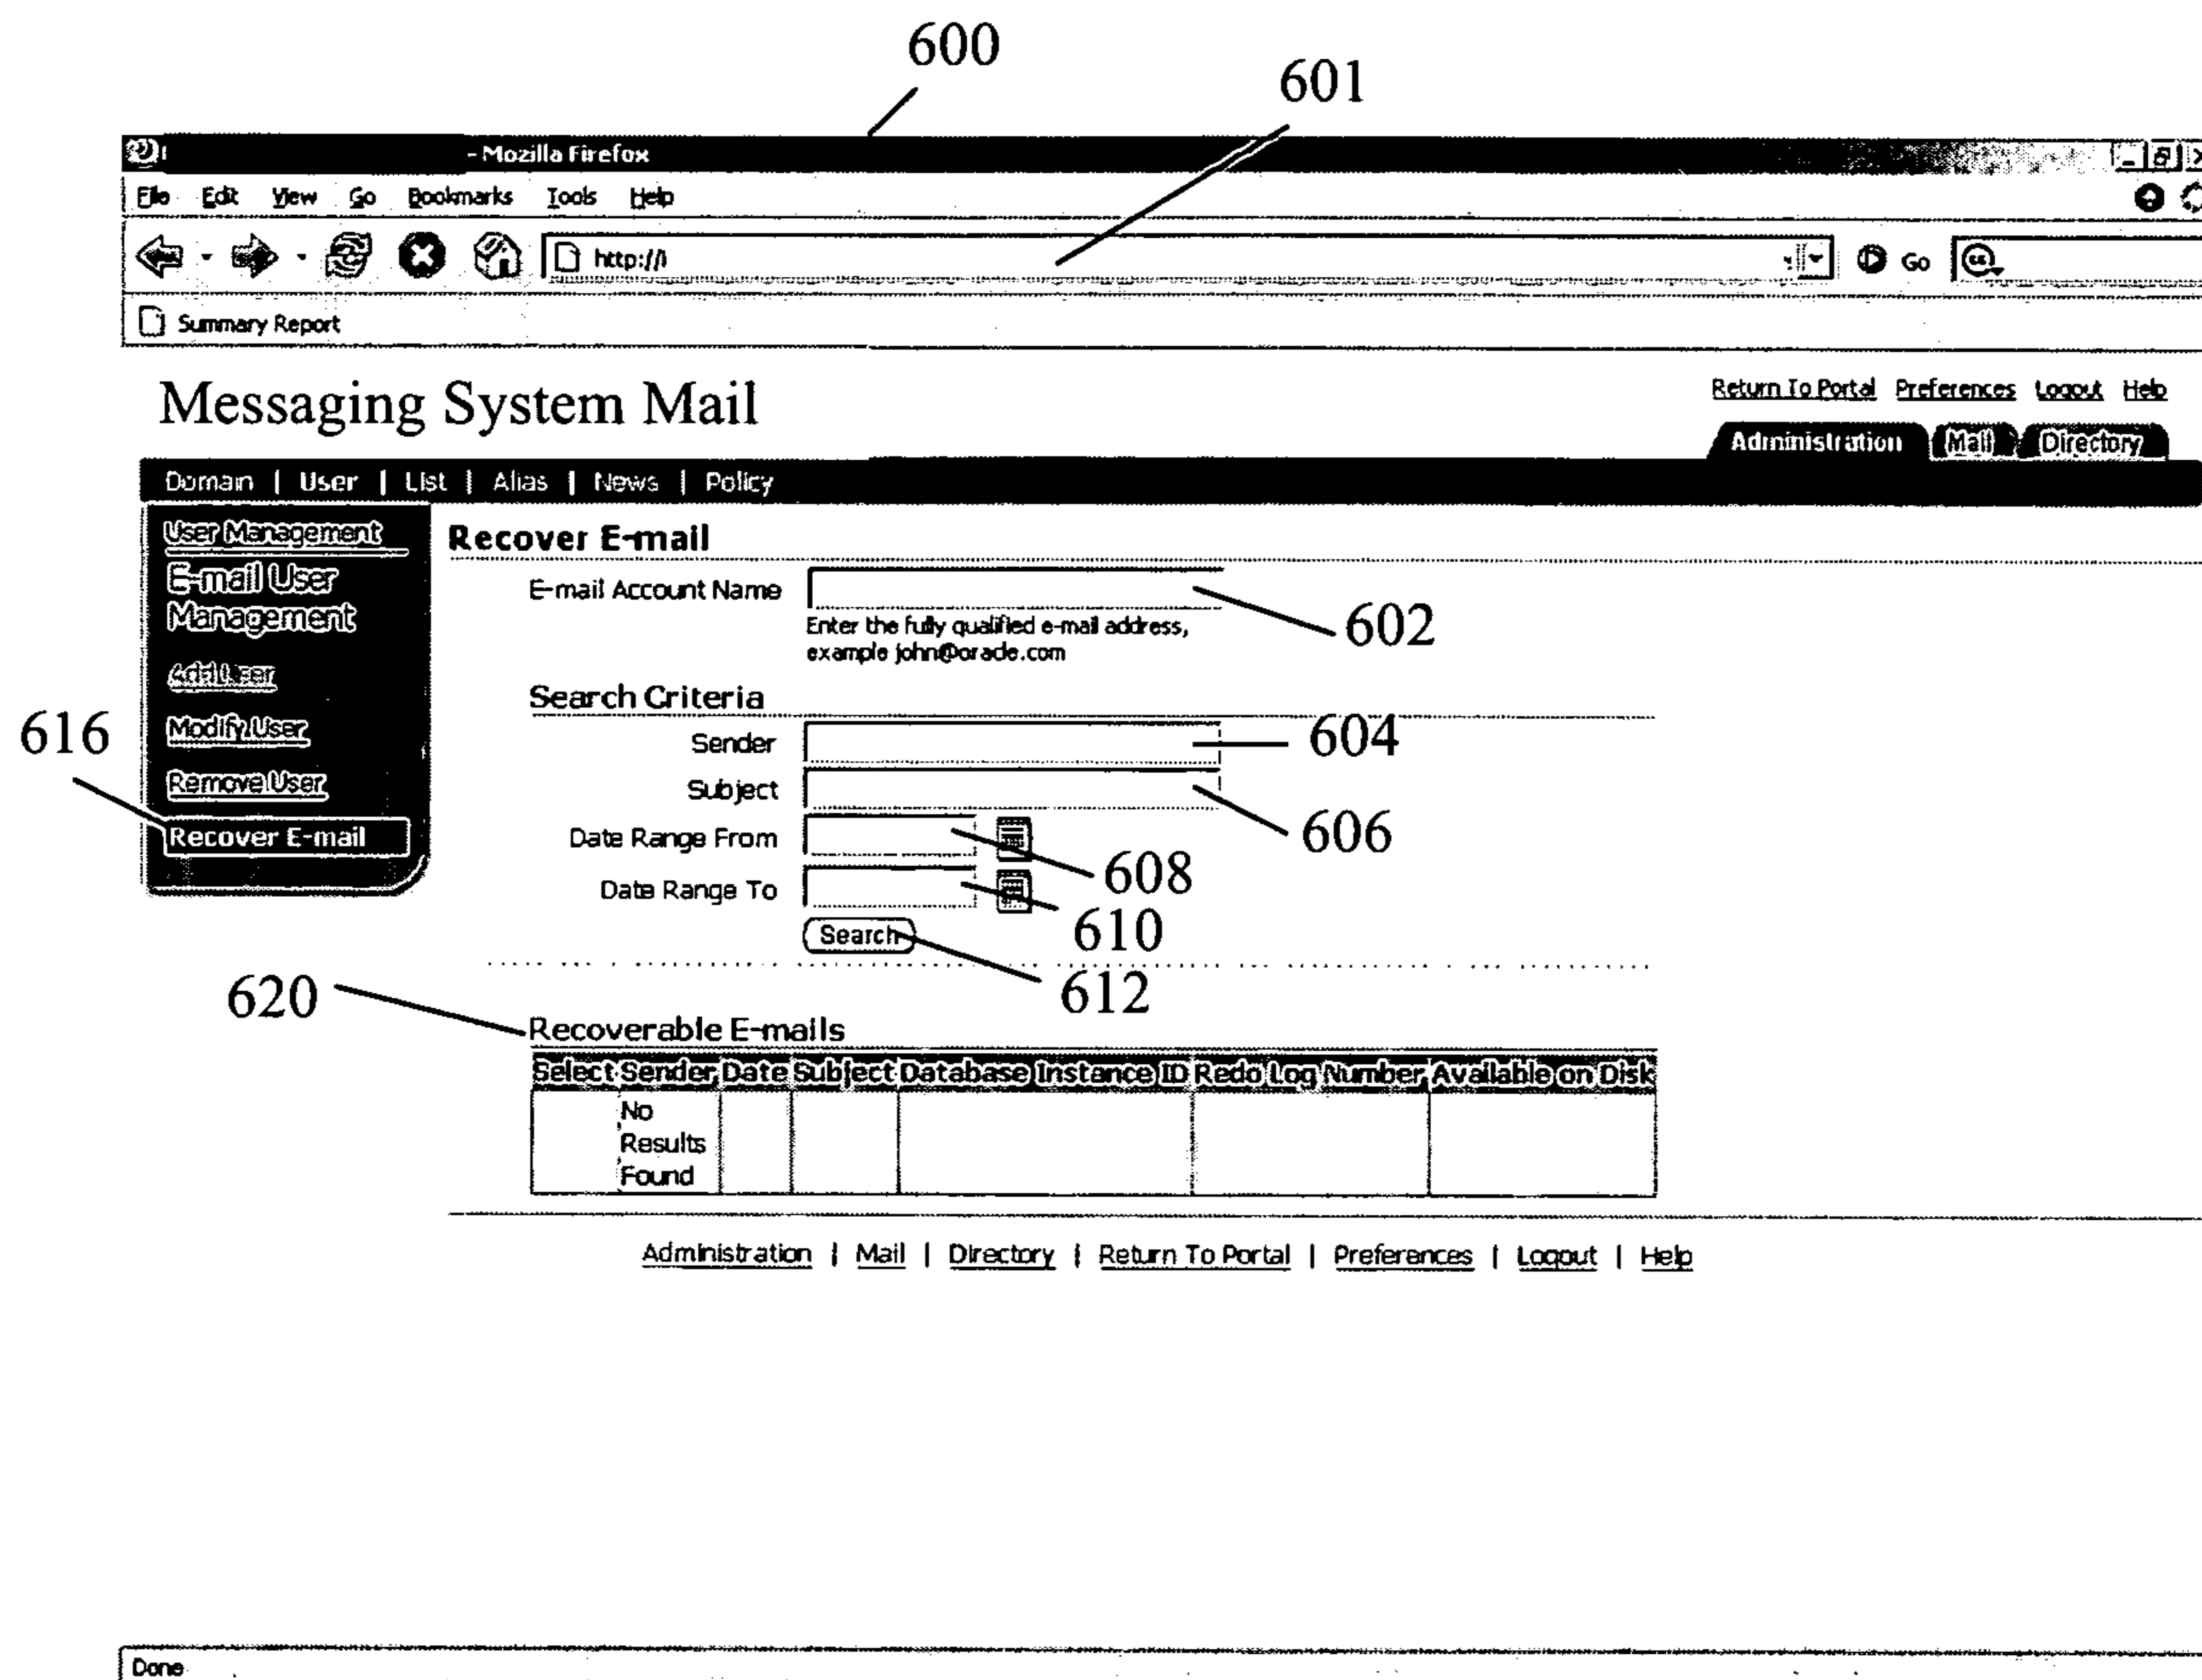 600
601
- Mozilla Firefox
File Edit View Go Bookmarks Tools Help
http://
Go
Summary Report
Messaging System Mail
Return To Portal Preferences Logout Help
Administration Mail Directory
Domain | User | List | Alias | News | Policy
User Management
E-mail User
Management
Add User
Modify User
Remove User
Recover E-mail
616
Recover E-mail
E-mail Account Name
602
Enter the fully qualified e-mail address,
example john@oracle.com
Search Criteria
Sender
604
Subject
606
Date Range From
608
Date Range To
610
Search
612
620
Recoverable E-mails
Select Sender Date Subject Database Instance ID Redo Log Number Available on Disk
No
Results
Found
Administration | Mail | Directory | Return To Portal | Preferences | Logout | Help
Done